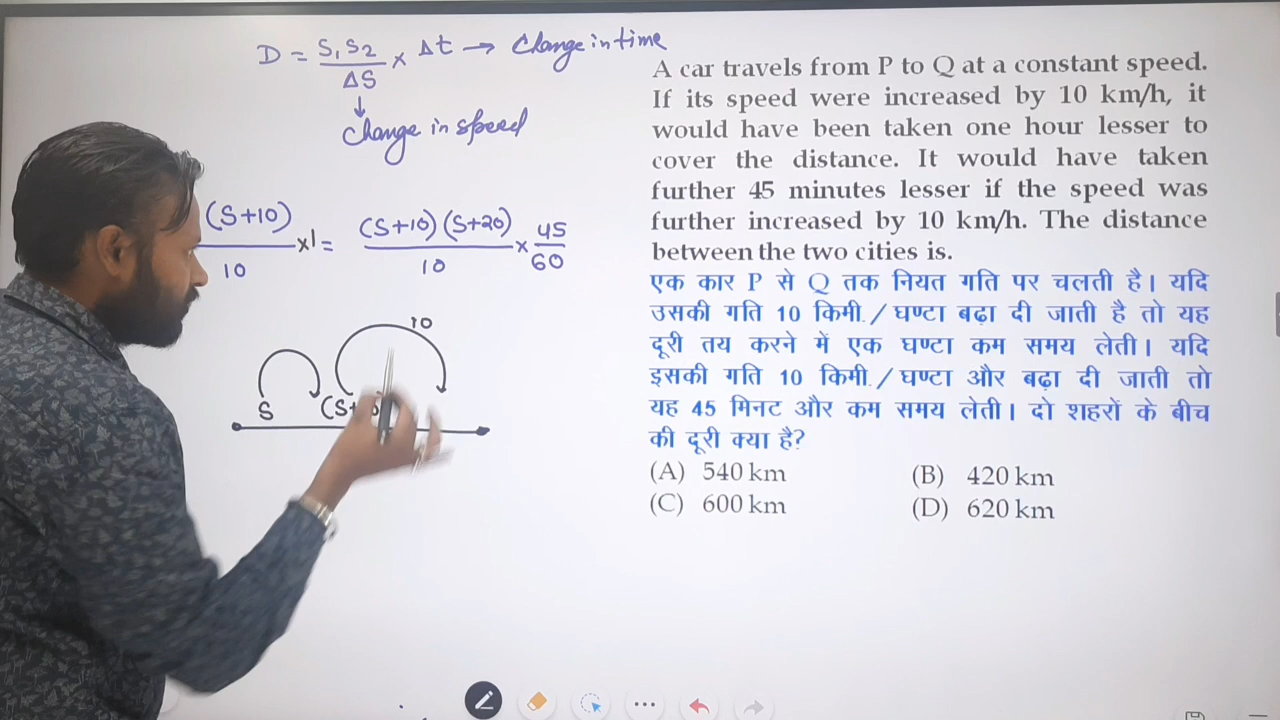 D = S₁S₂/ΔS × Δt → Change in time
↓
Change in speed
(S+10)/10 ×1 = (S+10)(S+20)/10 × 45/60
10
S (S+10)
A car travels from P to Q at a constant speed.
If its speed were increased by 10 km/h, it
would have been taken one hour lesser to
cover the distance. It would have taken
further 45 minutes lesser if the speed was
further increased by 10 km/h. The distance
between the two cities is.
एक कार P से Q तक नियत गति पर चलती है। यदि
उसकी गति 10 किमी./घण्टा बढ़ा दी जाती है तो यह
दूरी तय करने में एक घण्टा कम समय लेती। यदि
इसकी गति 10 किमी./घण्टा और बढ़ा दी जाती तो
यह 45 मिनट और कम समय लेती। दो शहरों के बीच
की दूरी क्या है?
(A) 540 km (B) 420 km
(C) 600 km (D) 620 km